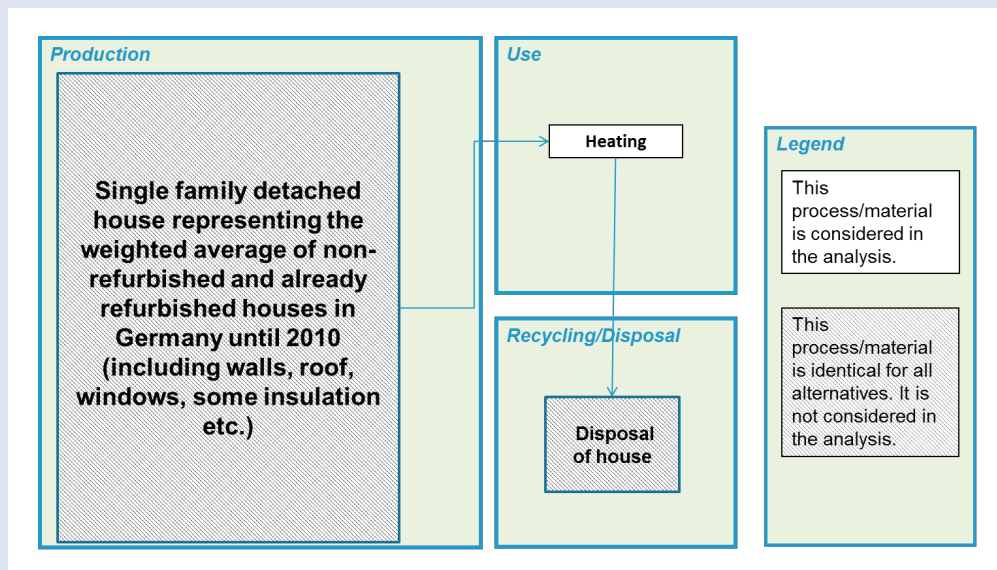 Production
Single family detached
house representing the
weighted average of non-
refurbished and already
refurbished houses in
Germany until 2010
(including walls, roof,
windows, some insulation
etc.)
Use
Heating
Recycling/Disposal
Disposal
of house
Legend
This
process/material
is considered in
the analysis.
This
process/material
is identical for all
alternatives. It is
not considered in
the analysis.